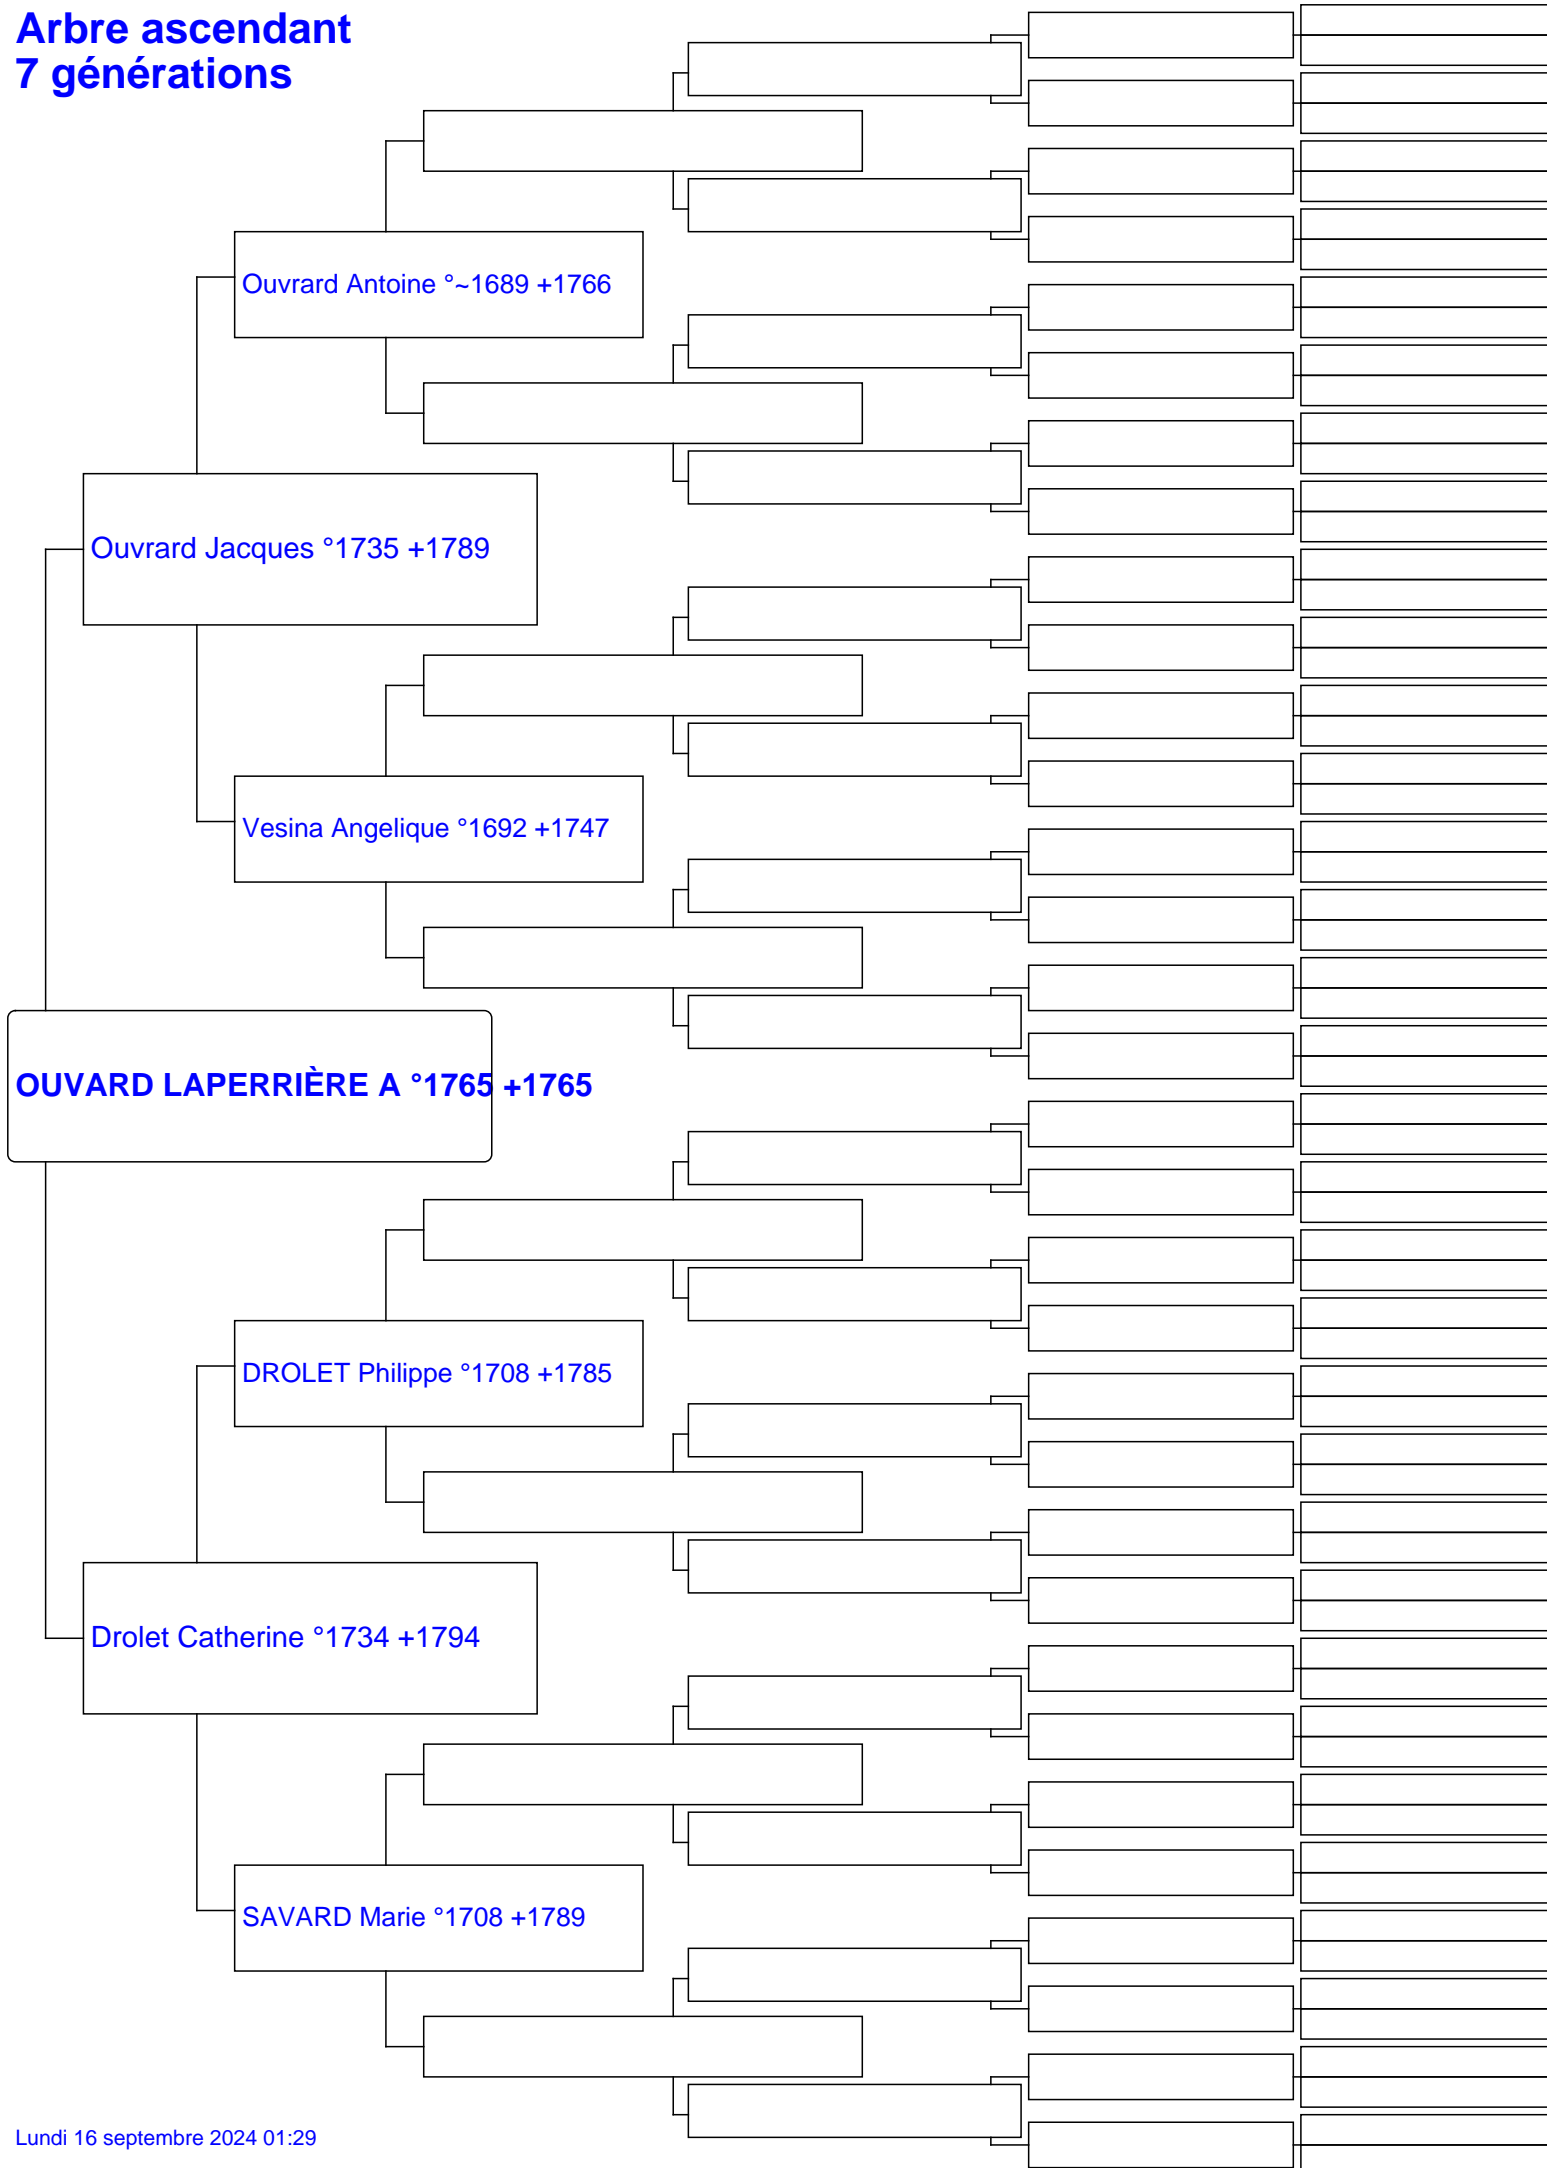 Arbre ascendant
7 générations
Ouvrard Antoine °~1689 +1766
Ouvrard Jacques °1735 +1789
Vesina Angelique °1692 +1747
OUVARD LAPERRIÈRE A °1765 +1765
DROLET Philippe °1708 +1785
Drolet Catherine °1734 +1794
SAVARD Marie °1708 +1789
Lundi 16 septembre 2024 01:29